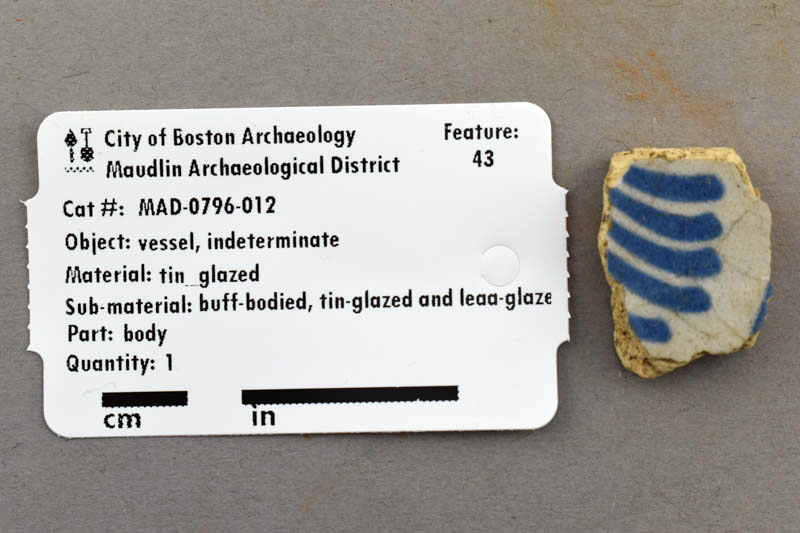 City of Boston Archaeology
Maudlin Archaeological District
Feature:
43
Cat #: MAD-0796-012
Object: vessel, indeterminate
Material: tin_glazed
Sub-material: buff-bodied, tin-glazed and leaa-glaze
Part: body
Quantity: 1
cm
in